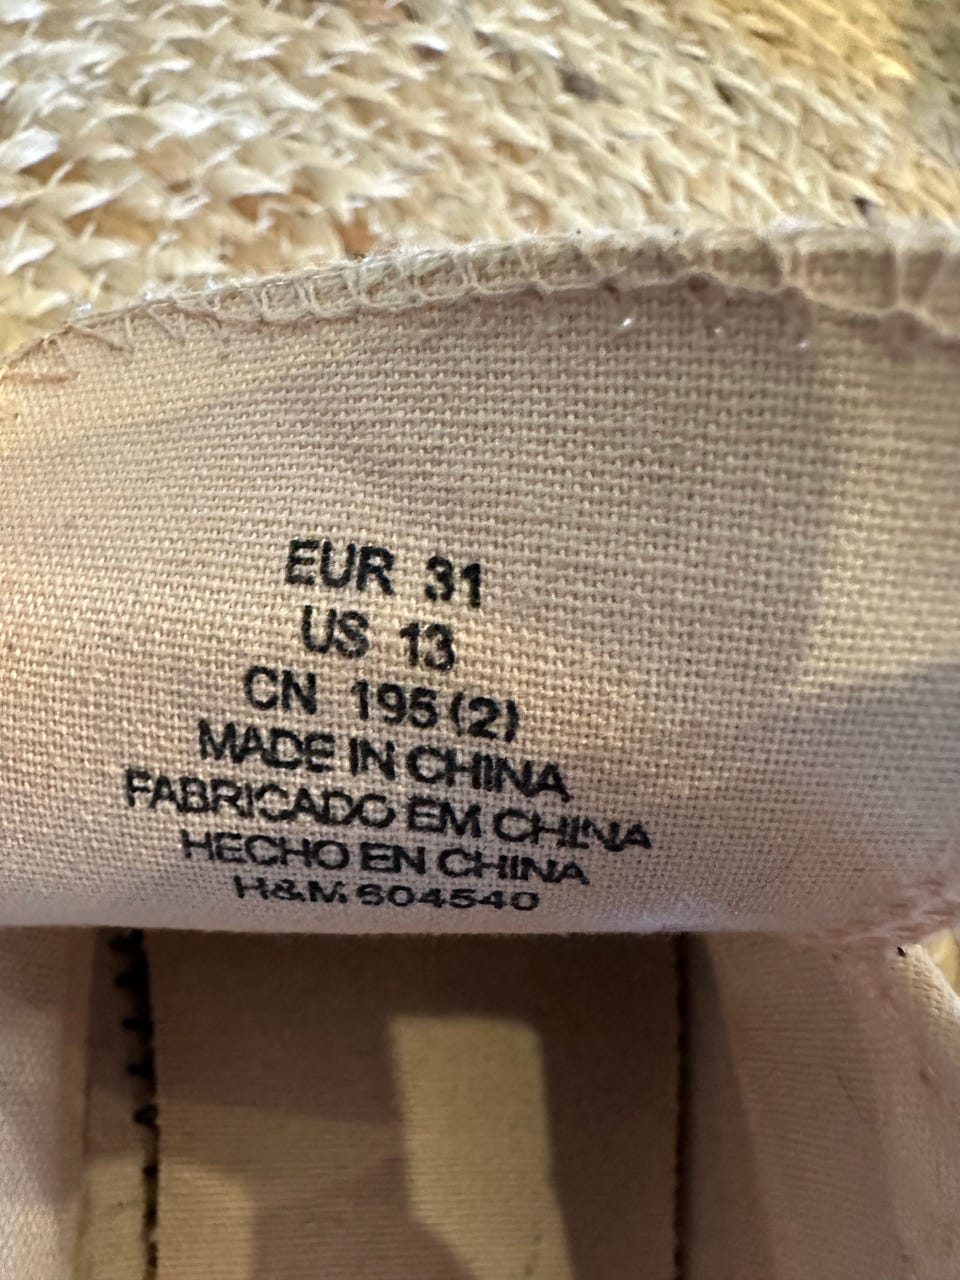 EUR 31
US 13
CN 195(2)
MADE IN CHINA
FABRICADO EM CHINA
HECHO EN CHINA
H&M 604540